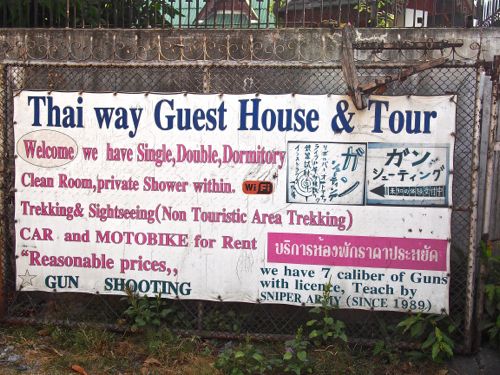 Thai way Guest House & Tour
Welcome we have Single,Double,Dormitory
Clean Room,private Shower within. WiFi
Trekking& Sightseeing(Non Touristic Area Trekking)
CAR and MOTOBIKE for Rent
"Reasonable prices,,
GUN SHOOTING
ガン
ガン
シューティング
บริการห้องพักราคาประหยัด
we have 7 caliber of Guns
with licence, Teach by
SNIPER ARMY (SINCE 1989)